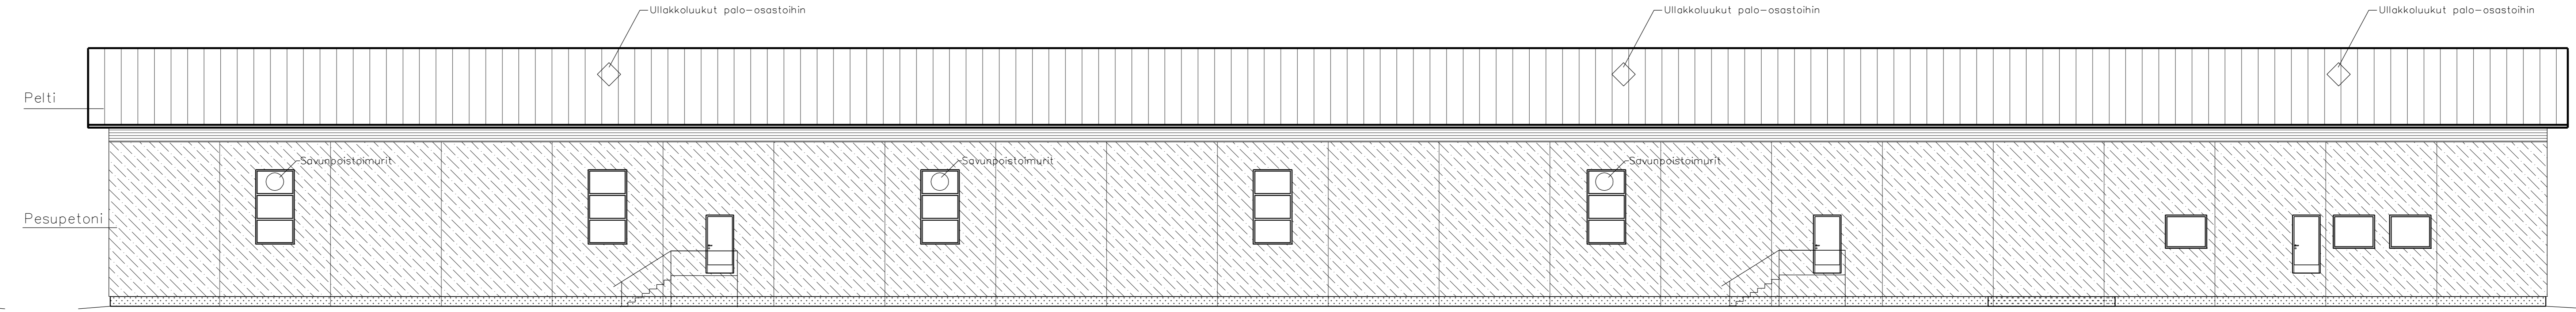 Ullakkoluukut palo-osastoihin
Ullakkoluukut palo-osastoihin
Ullakkoluukut palo-osastoihin
Pelti
Savunpoistoimurit
Savunpoistoimurit
Savunpoistoimurit
Pesupetoni